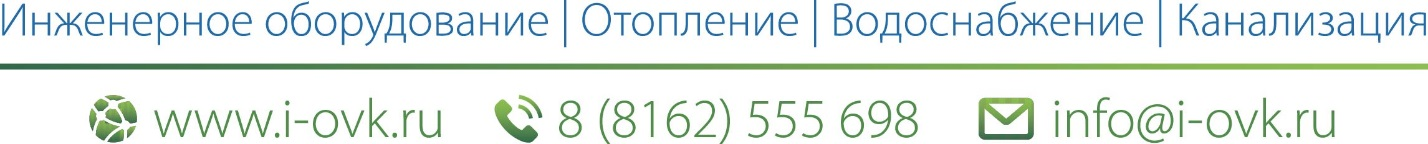 Инженерное оборудование | Отопление | Водоснабжение | Канализация
www.i-ovk.ru 8 (8162) 555 698 info@i-ovk.ru